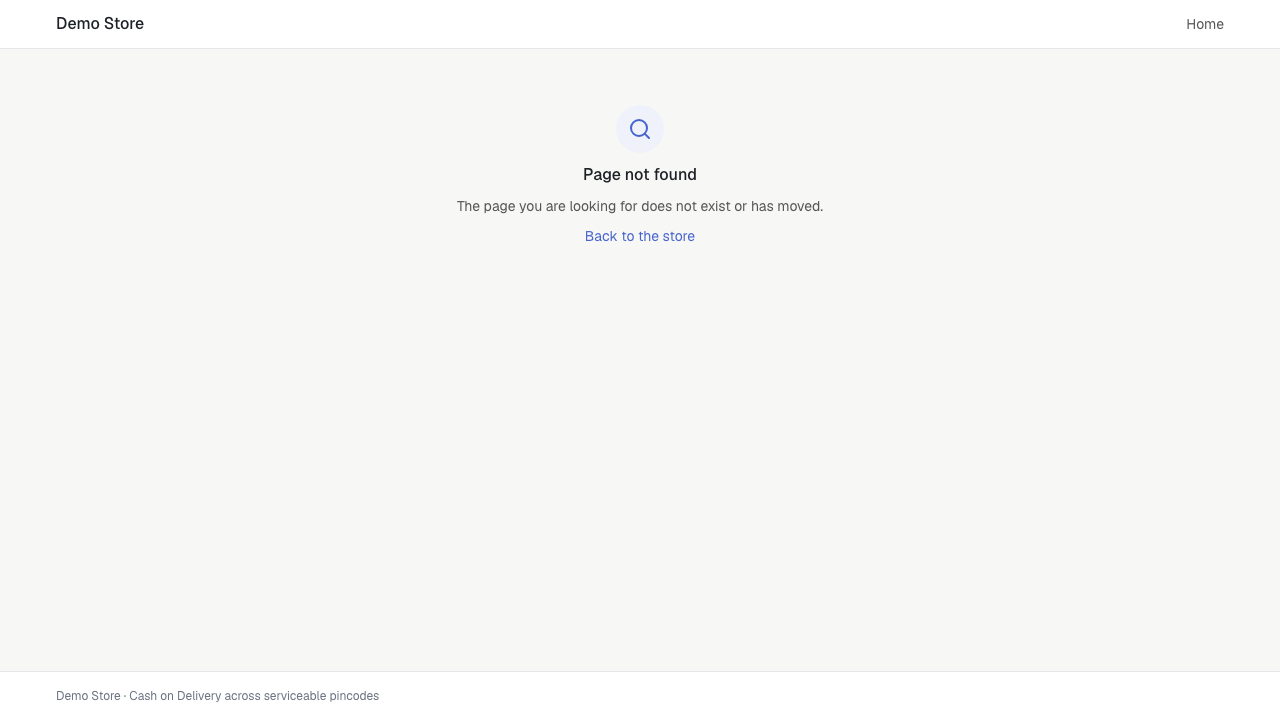 Demo Store
Home
Page not found
The page you are looking for does not exist or has moved.
Back to the store
Demo Store · Cash on Delivery across serviceable pincodes